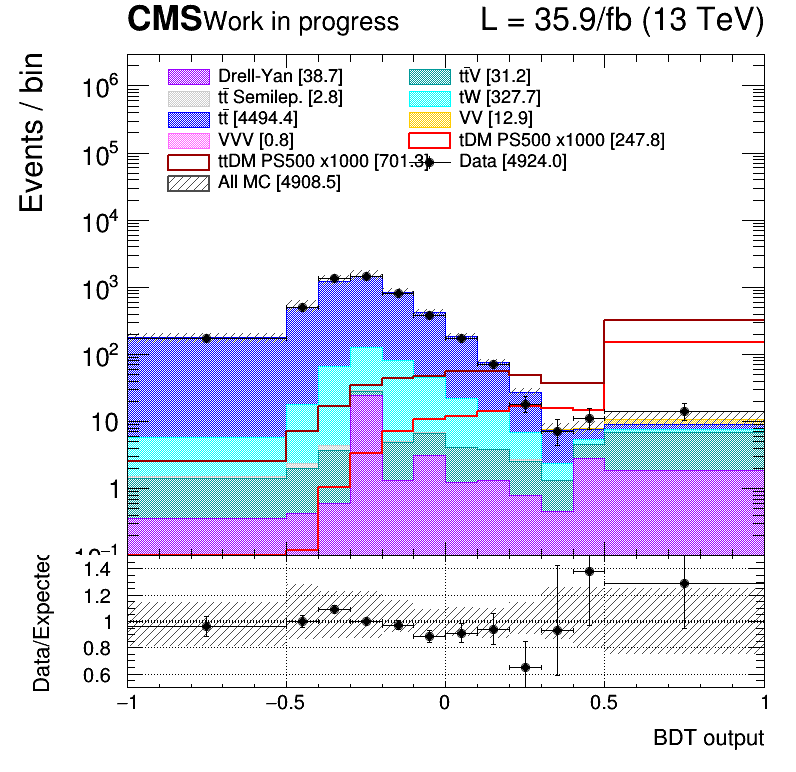 CMS Work in progress L = 35.9/fb (13 TeV)
Events / bin
Drell-Yan [38.7] tt̄V [31.2]
tt̄ Semilep. [2.8] tW [327.7]
tt̄ [4494.4] VV [12.9]
VVV [0.8] tDM PS500 x1000 [247.8]
ttDM PS500 x1000 [701.3] Data [4924.0]
All MC [4908.5]
10⁶
10⁵
10⁴
10³
10²
10
1
10⁻¹
Data/Expected
1.4
1.2
1
0.8
0.6
−1 −0.5 0 0.5 1
BDT output